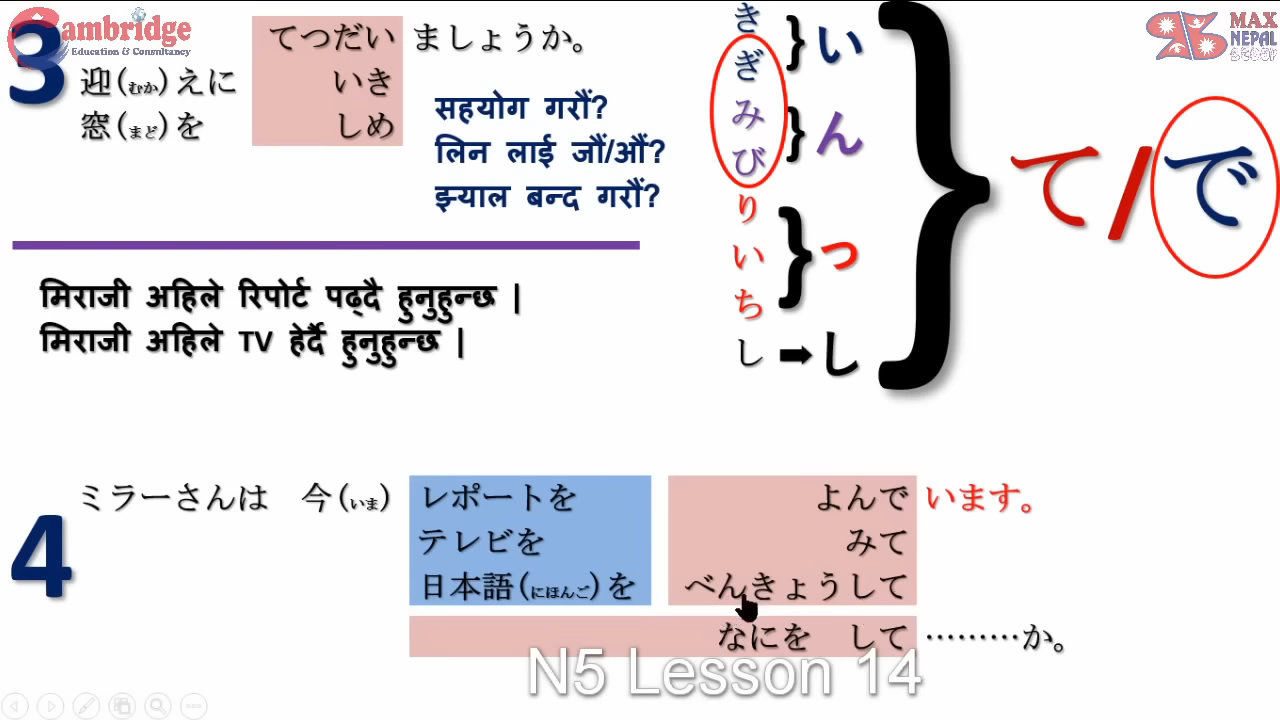 Cambridge
Education & Consultancy
MAX
NEPAL
GROUP
3
てつだい ましょうか。
迎(むか)えに いき
窓(まど)を しめ
सहयोग गरौं?
लिन लाई जौं/औं?
झ्याल बन्द गरौं?
き
ぎ } い
み
び } ん
り
い } っ
ち
し ➡ し
} て/で
मिराजी अहिले रिपोर्ट पढ्दै हुनुहुन्छ |
मिराजी अहिले TV हेर्दै हुनुहुन्छ |
4
ミラーさんは 今(いま) レポートを よんで います。
テレビを みて
日本語(にほんご)を べんきょうして
なにを して ………か。
N5 Lesson 14